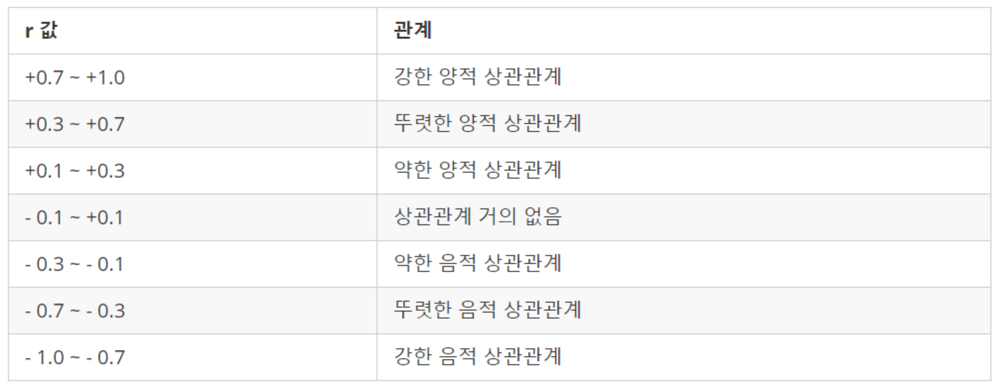 r 값 관계
+0.7 ~ +1.0 강한 양적 상관관계
+0.3 ~ +0.7 뚜렷한 양적 상관관계
+0.1 ~ +0.3 약한 양적 상관관계
- 0.1 ~ +0.1 상관관계 거의 없음
- 0.3 ~ - 0.1 약한 음적 상관관계
- 0.7 ~ - 0.3 뚜렷한 음적 상관관계
- 1.0 ~ - 0.7 강한 음적 상관관계